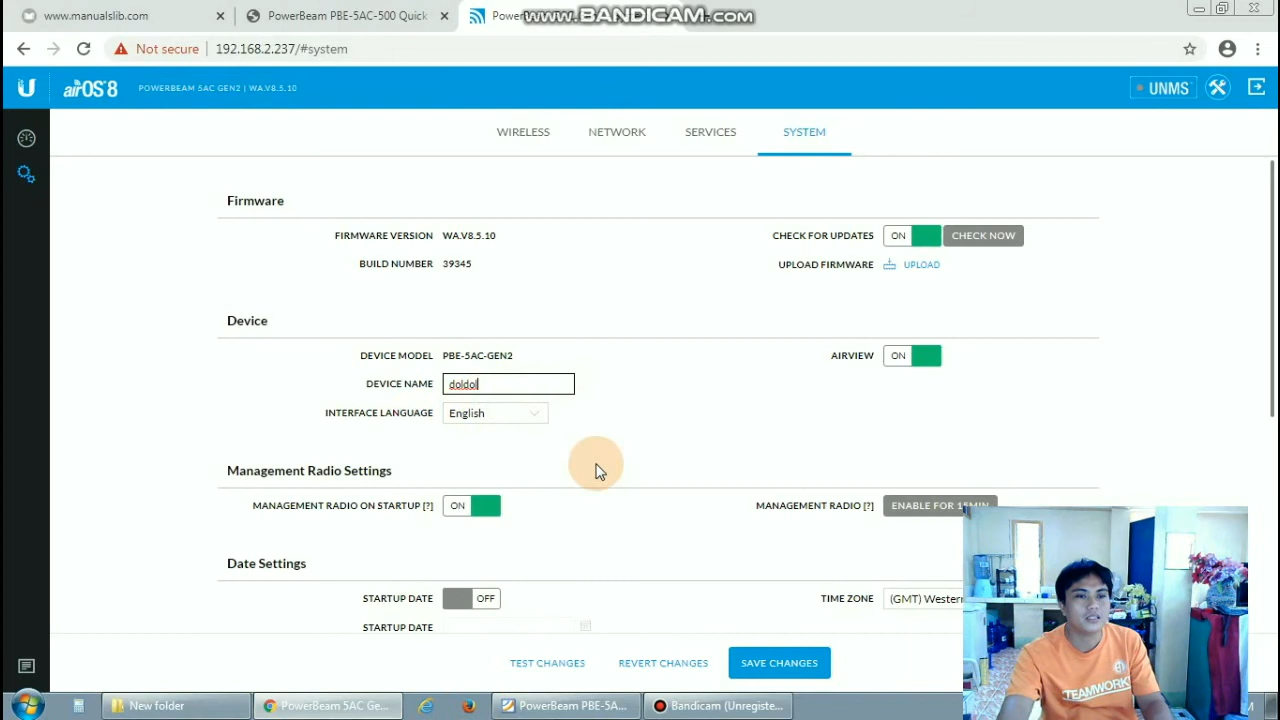 www.manualslib.com
PowerBeam PBE-5AC-500 Quick
Pow
WWW.BANDICAM.COM
Not secure
192.168.2.237/#system
U
airOS 8
POWERBEAM 5AC GEN2 | WA.V8.5.10
UNMS
WIRELESS
NETWORK
SERVICES
SYSTEM
Firmware
FIRMWARE VERSION WA.V8.5.10
CHECK FOR UPDATES ON CHECK NOW
BUILD NUMBER 39345
UPLOAD FIRMWARE UPLOAD
Device
DEVICE MODEL PBE-5AC-GEN2
AIRVIEW ON
DEVICE NAME doldol
INTERFACE LANGUAGE English
Management Radio Settings
MANAGEMENT RADIO ON STARTUP [?] ON
MANAGEMENT RADIO [?] ENABLE FOR 15MIN
Date Settings
STARTUP DATE OFF
TIME ZONE (GMT) Western
STARTUP DATE
TEST CHANGES
REVERT CHANGES
SAVE CHANGES
TEAMWORK
New folder
PowerBeam 5AC Ge...
PowerBeam PBE-5A...
Bandicam (Unregiste...
M